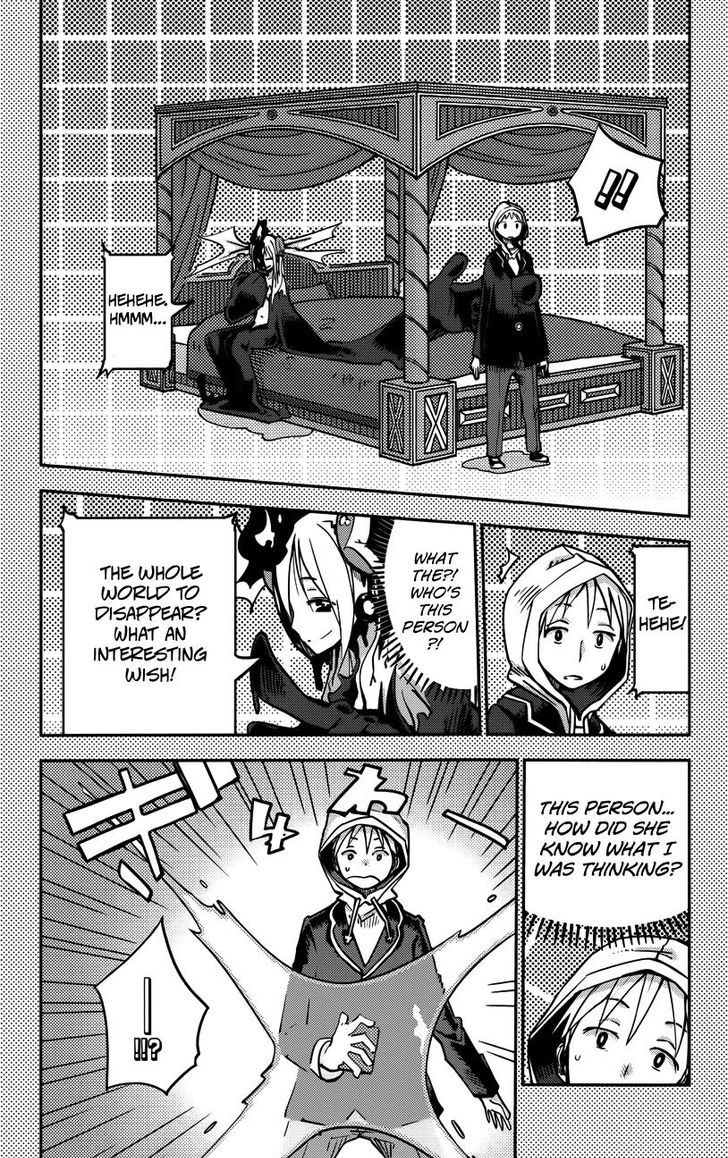 !!
HEHEHE.
HMMM...
TE-
HEHE!
WHAT
THE?!
WHO'S
THIS
PERSON
?!
THE WHOLE
WORLD TO
DISAPPEAR?
WHAT AN
INTERESTING
WISH!
THIS PERSON...
HOW DID SHE
KNOW WHAT I
WAS THINKING?
!!?